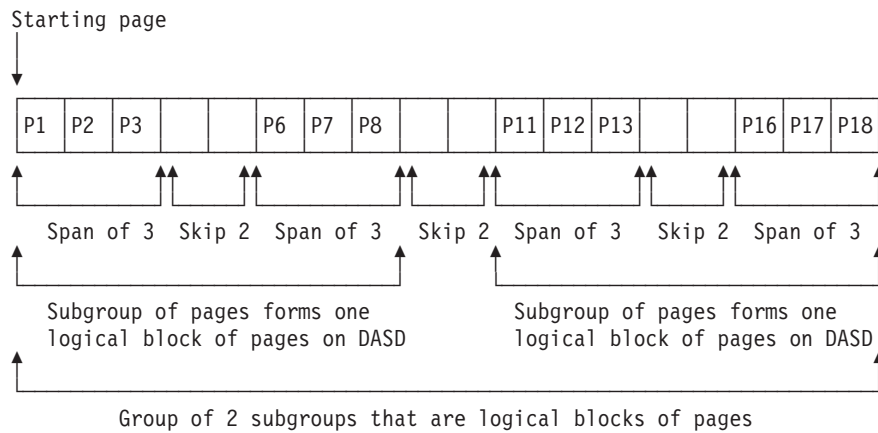 Starting page
P1 P2 P3 P6 P7 P8 P11 P12 P13 P16 P17 P18
Span of 3 Skip 2 Span of 3 Skip 2 Span of 3 Skip 2 Span of 3
Subgroup of pages forms one Subgroup of pages forms one
logical block of pages on DASD logical block of pages on DASD
Group of 2 subgroups that are logical blocks of pages